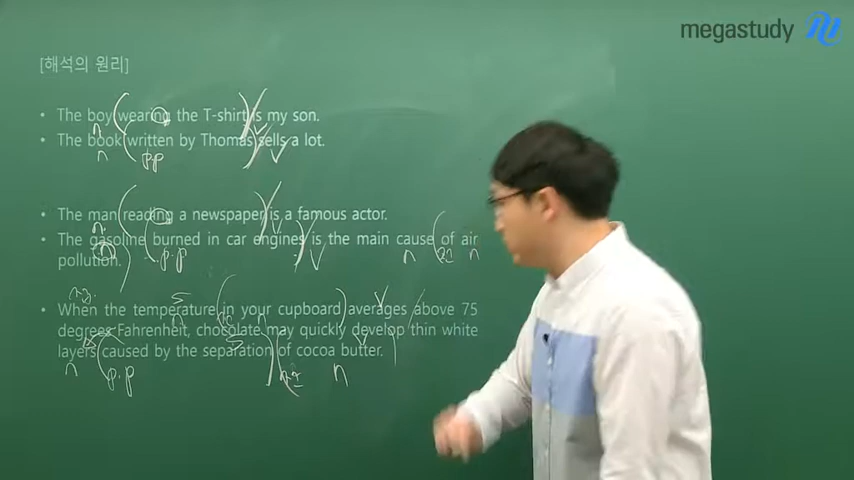 megastudy
[해석의 원리]
• The boy wearing the T-shirt is my son.
n
• The book written by Thomas sells a lot.
n p.p
• The man reading a newspaper is a famous actor.
n.
• The gasoline burned in car engines is the main cause of air
n p.p n 전 n
pollution.
• When the temperature in your cupboard averages above 75
degrees Fahrenheit, chocolate may quickly develop thin white
layers caused by the separation of cocoa butter.
n p.p 전 n